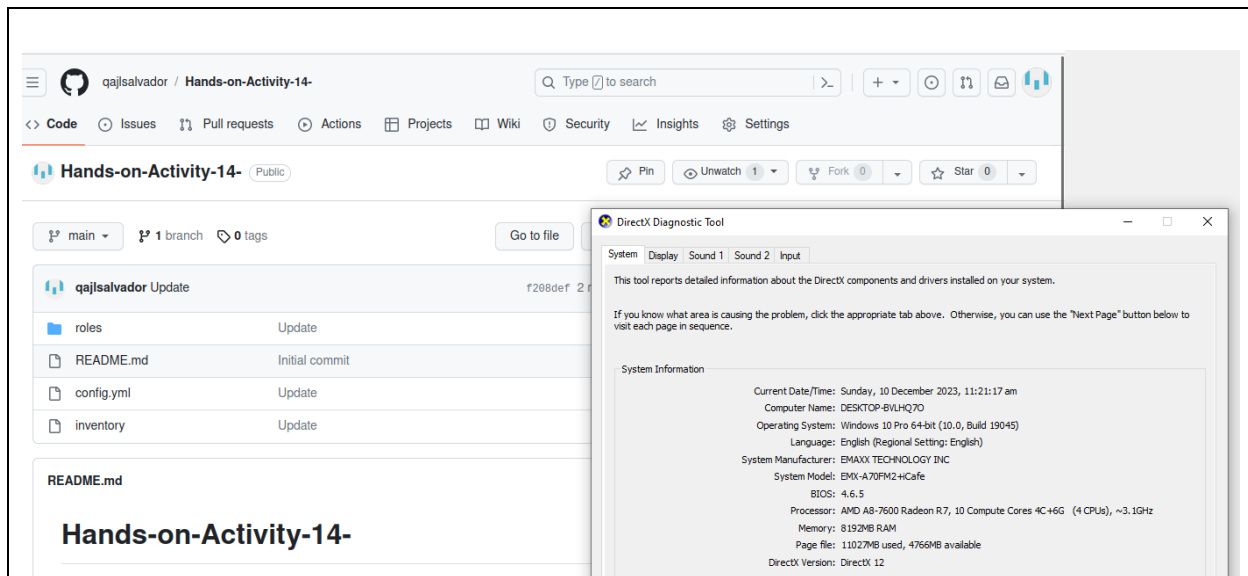 qajlsalvador / Hands-on-Activity-14-
Type / to search
Code Issues Pull requests Actions Projects Wiki Security Insights Settings
Hands-on-Activity-14- Public
Pin Unwatch 1 Fork 0 Star 0
main 1 branch 0 tags Go to file
qajlsalvador Update f208def 2
roles Update
README.md Initial commit
config.yml Update
inventory Update
README.md
Hands-on-Activity-14-
DirectX Diagnostic Tool
System Display Sound 1 Sound 2 Input
This tool reports detailed information about the DirectX components and drivers installed on your system.
If you know what area is causing the problem, click the appropriate tab above. Otherwise, you can use the "Next Page" button below to
visit each page in sequence.
System Information
Current Date/Time: Sunday, 10 December 2023, 11:21:17 am
Computer Name: DESKTOP-BVLHQ7O
Operating System: Windows 10 Pro 64-bit (10.0, Build 19045)
Language: English (Regional Setting: English)
System Manufacturer: EMAXX TECHNOLOGY INC
System Model: EMX-A70FM2+iCafe
BIOS: 4.6.5
Processor: AMD A8-7600 Radeon R7, 10 Compute Cores 4C+6G (4 CPUs), ~3.1GHz
Memory: 8192MB RAM
Page file: 11027MB used, 4766MB available
DirectX Version: DirectX 12